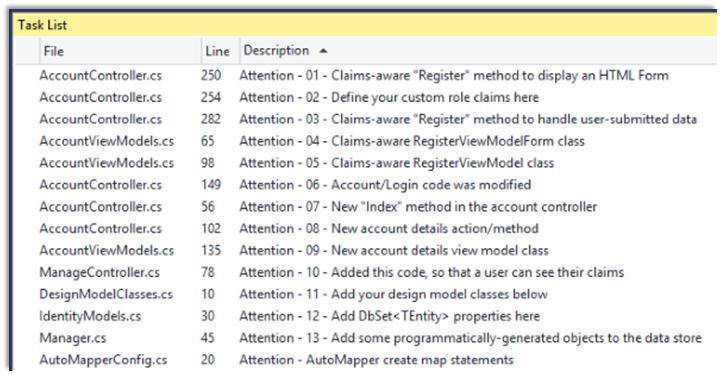 Task List
File Line Description
AccountController.cs 250 Attention - 01 - Claims-aware "Register" method to display an HTML Form
AccountController.cs 254 Attention - 02 - Define your custom role claims here
AccountController.cs 282 Attention - 03 - Claims-aware "Register" method to handle user-submitted data
AccountViewModels.cs 65 Attention - 04 - Claims-aware RegisterViewModelForm class
AccountViewModels.cs 98 Attention - 05 - Claims-aware RegisterViewModel class
AccountController.cs 149 Attention - 06 - Account/Login code was modified
AccountController.cs 56 Attention - 07 - New "Index" method in the account controller
AccountController.cs 102 Attention - 08 - New account details action/method
AccountViewModels.cs 135 Attention - 09 - New account details view model class
ManageController.cs 78 Attention - 10 - Added this code, so that a user can see their claims
DesignModelClasses.cs 10 Attention - 11 - Add your design model classes below
IdentityModels.cs 30 Attention - 12 - Add DbSet<TEntity> properties here
Manager.cs 45 Attention - 13 - Add some programmatically-generated objects to the data store
AutoMapperConfig.cs 20 Attention - AutoMapper create map statements